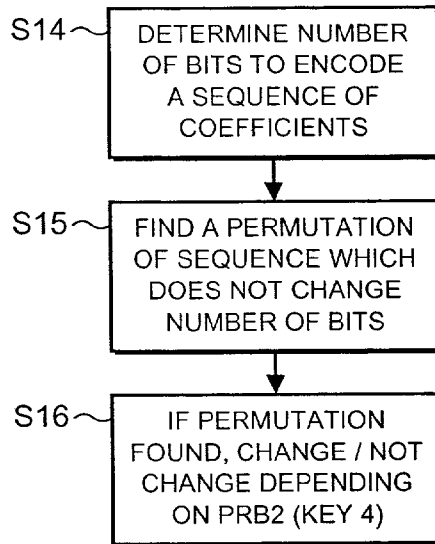 S14
DETERMINE NUMBER
OF BITS TO ENCODE
A SEQUENCE OF
COEFFICIENTS
S15
FIND A PERMUTATION
OF SEQUENCE WHICH
DOES NOT CHANGE
NUMBER OF BITS
S16
IF PERMUTATION
FOUND, CHANGE / NOT
CHANGE DEPENDING
ON PRB2 (KEY 4)